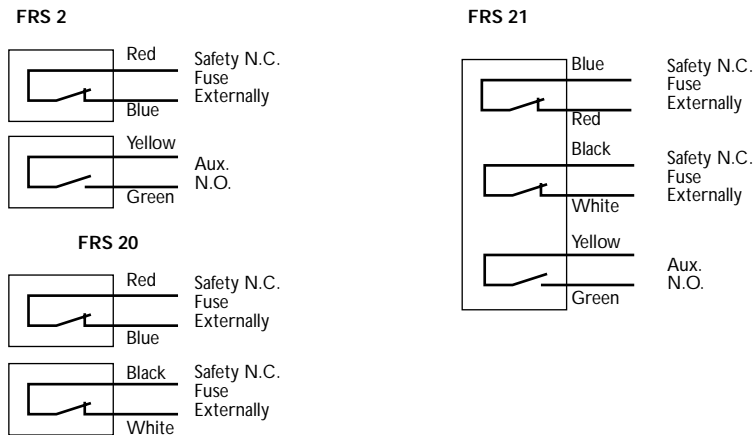 FRS 2
Red
Safety N.C.
Fuse
Externally
Blue
Yellow
Aux.
N.O.
Green
FRS 20
Red
Safety N.C.
Fuse
Externally
Blue
Black
Safety N.C.
Fuse
Externally
White
FRS 21
Blue
Safety N.C.
Fuse
Externally
Red
Black
Safety N.C.
Fuse
Externally
White
Yellow
Aux.
N.O.
Green